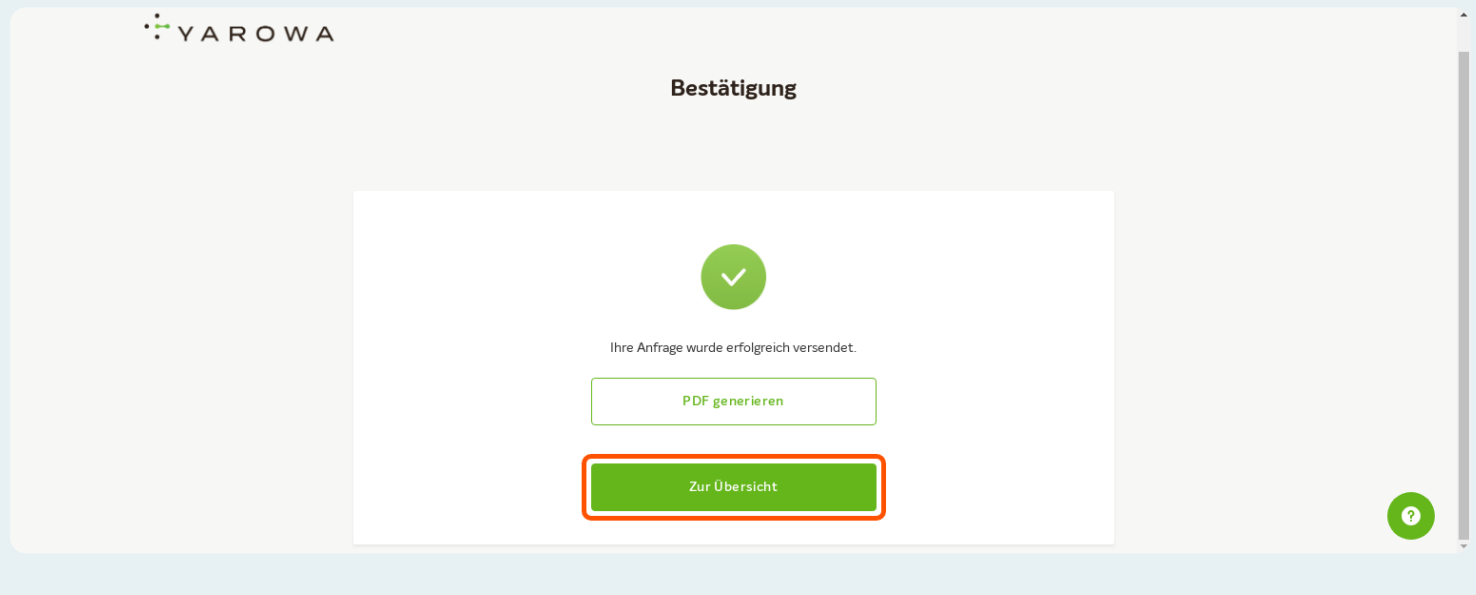 YAROWA
Bestätigung
Ihre Anfrage wurde erfolgreich versendet.
PDF generieren
Zur Übersicht
?